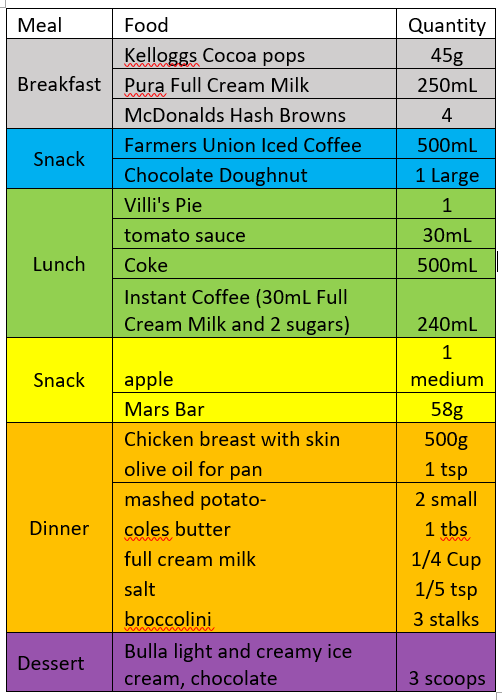 Meal Food Quantity
Breakfast
Kelloggs Cocoa pops 45g
Pura Full Cream Milk 250mL
McDonalds Hash Browns 4
Snack
Farmers Union Iced Coffee 500mL
Chocolate Doughnut 1 Large
Lunch
Villi's Pie 1
tomato sauce 30mL
Coke 500mL
Instant Coffee (30mL Full
Cream Milk and 2 sugars) 240mL
Snack
1
apple medium
Mars Bar 58g
Dinner
Chicken breast with skin 500g
olive oil for pan 1 tsp
mashed potato- 2 small
coles butter 1 tbs
full cream milk 1/4 Cup
salt 1/5 tsp
broccolini 3 stalks
Dessert
Bulla light and creamy ice
cream, chocolate 3 scoops